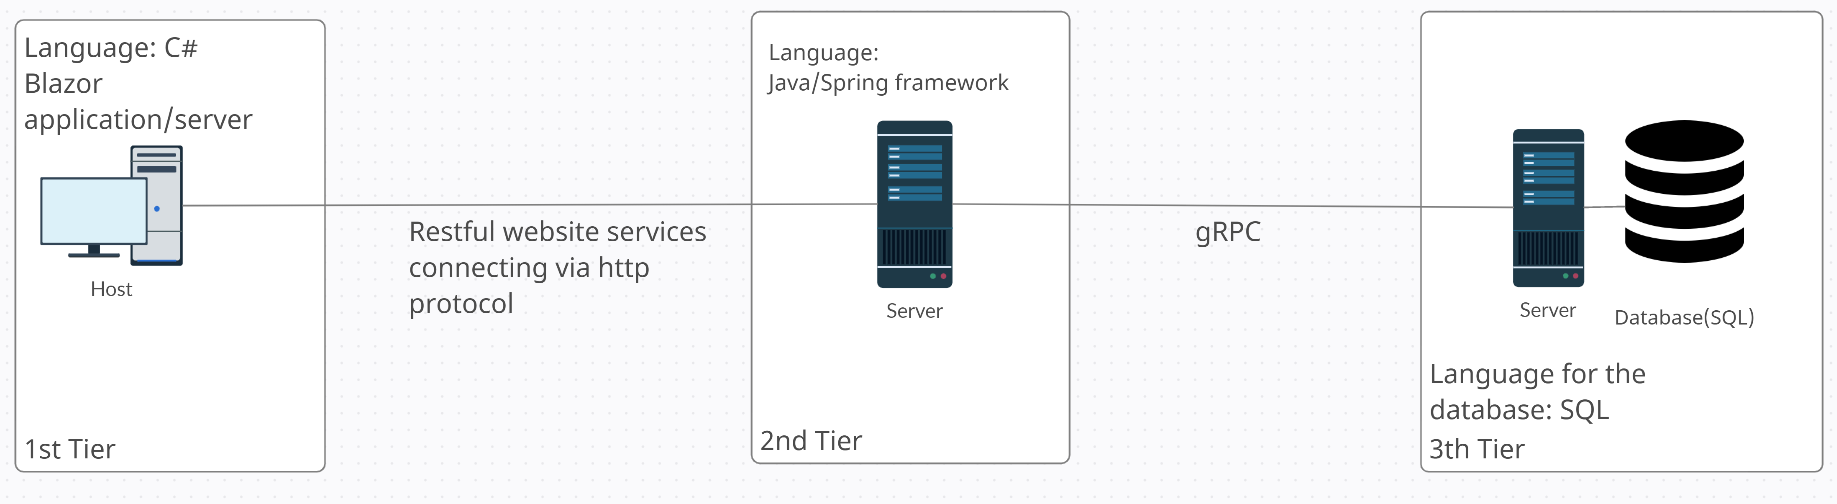 Language: C#
Blazor
application/server
Host
1st Tier
Restful website services
connecting via http
protocol
Language:
Java/Spring framework
Server
2nd Tier
gRPC
Server
Database(SQL)
Language for the
database: SQL
3th Tier